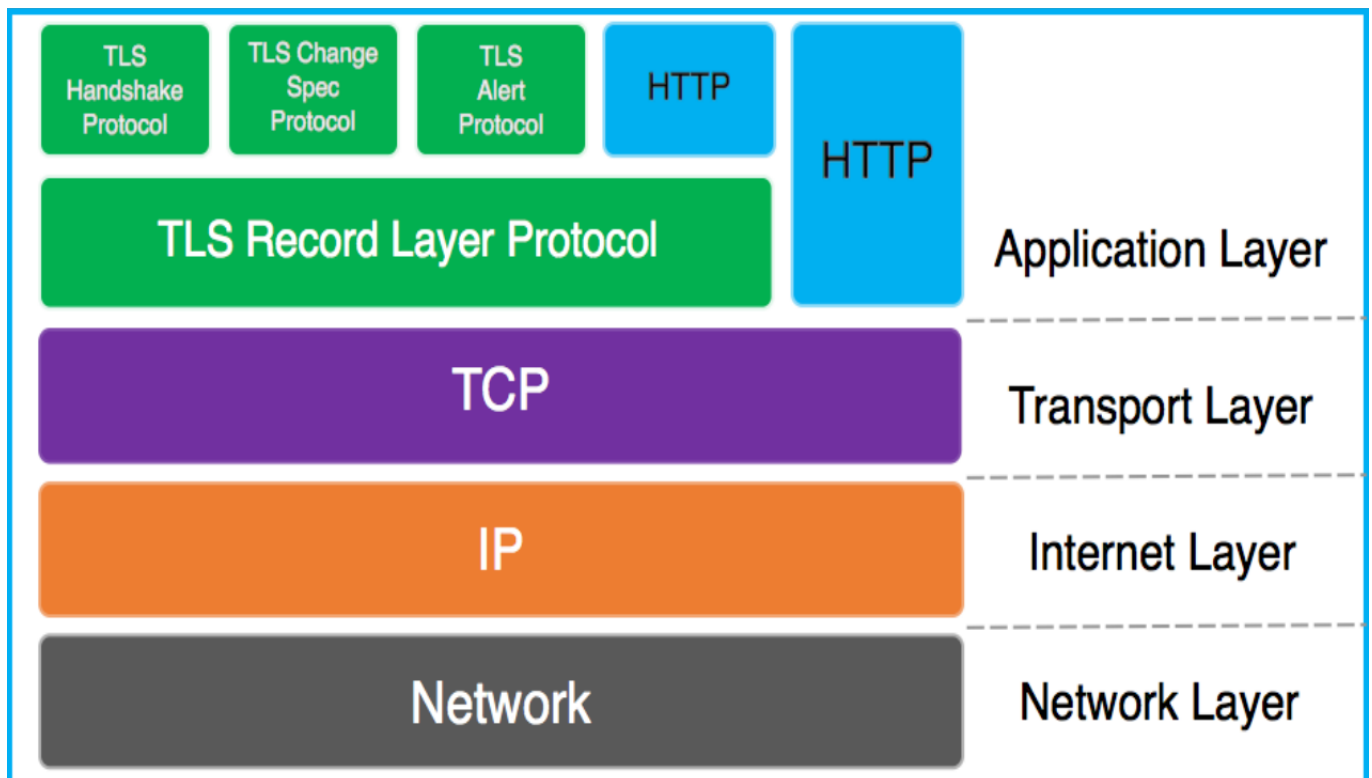 TLS
Handshake
Protocol
TLS Change
Spec
Protocol
TLS
Alert
Protocol
HTTP
HTTP
TLS Record Layer Protocol
Application Layer
TCP
Transport Layer
IP
Internet Layer
Network
Network Layer